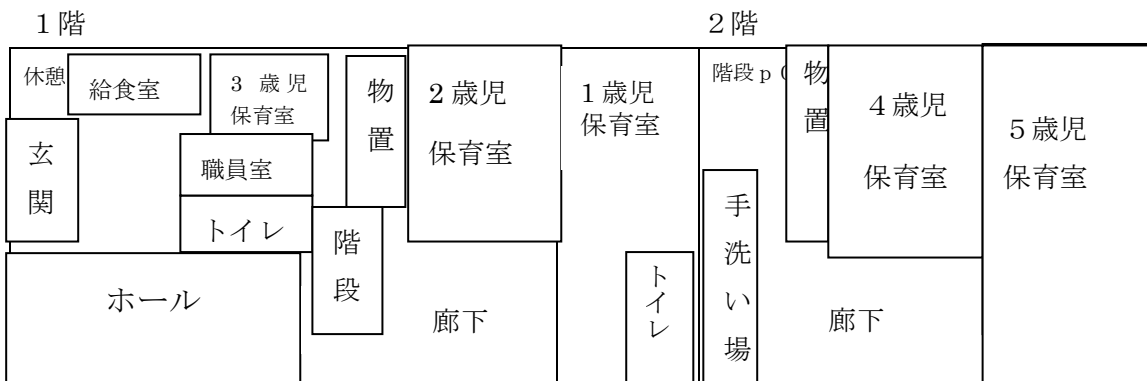 １階
２階
休憩
給食室
３ 歳 児
保育室
物置
２歳児
保育室
１歳児
保育室
階段ｐ
物置
４歳児
保育室
５歳児
保育室
玄関
職員室
トイレ
階段
手洗い場
ホール
廊下
トイレ
廊下